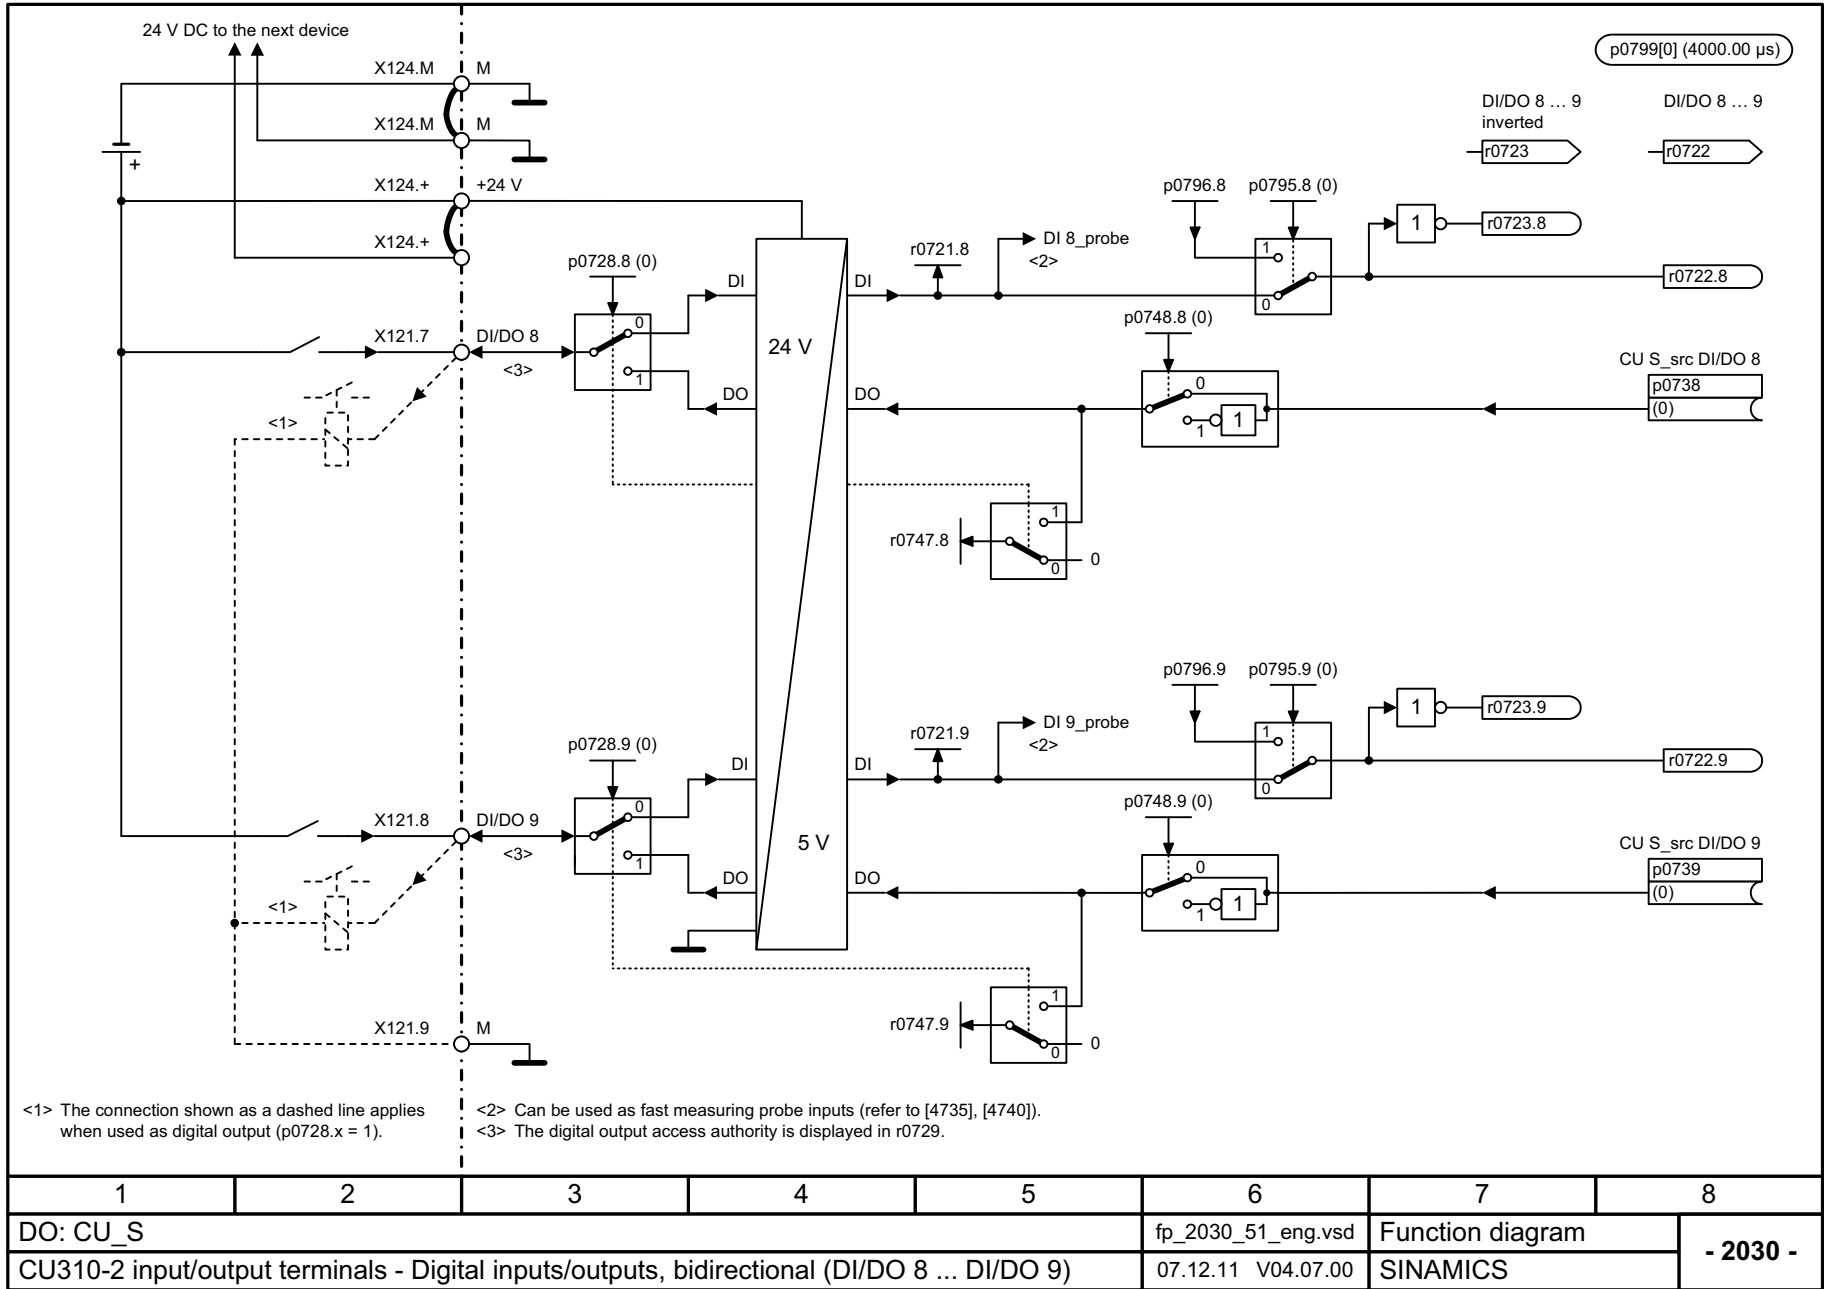 24 V DC to the next device
p0799[0] (4000.00 µs)
X124.M M
DI/DO 8 ... 9
inverted
DI/DO 8 ... 9
X124.M M
r0723
r0722
+
X124.+ +24 V
p0796.8 p0795.8 (0)
1
r0723.8
X124.+
r0721.8
DI 8_probe
<2>
1
0
r0722.8
p0728.8 (0)
DI
DI
X121.7 DI/DO 8
<3>
0
1
24 V
p0748.8 (0)
CU S_src DI/DO 8
p0738
(0)
0
1
1
DO
DO
<1>
r0747.8
1
0
0
p0796.9 p0795.9 (0)
1
r0723.9
r0721.9
DI 9_probe
<2>
1
0
r0722.9
p0728.9 (0)
DI
DI
X121.8 DI/DO 9
<3>
0
1
5 V
p0748.9 (0)
CU S_src DI/DO 9
p0739
(0)
0
1
1
DO
DO
<1>
r0747.9
1
0
0
X121.9 M
<1> The connection shown as a dashed line applies
when used as digital output (p0728.x = 1).
<2> Can be used as fast measuring probe inputs (refer to [4735], [4740]).
<3> The digital output access authority is displayed in r0729.
1 2 3 4 5 6 7 8
DO: CU_S
fp_2030_51_eng.vsd
Function diagram
- 2030 -
CU310-2 input/output terminals - Digital inputs/outputs, bidirectional (DI/DO 8 ... DI/DO 9)
07.12.11 V04.07.00
SINAMICS